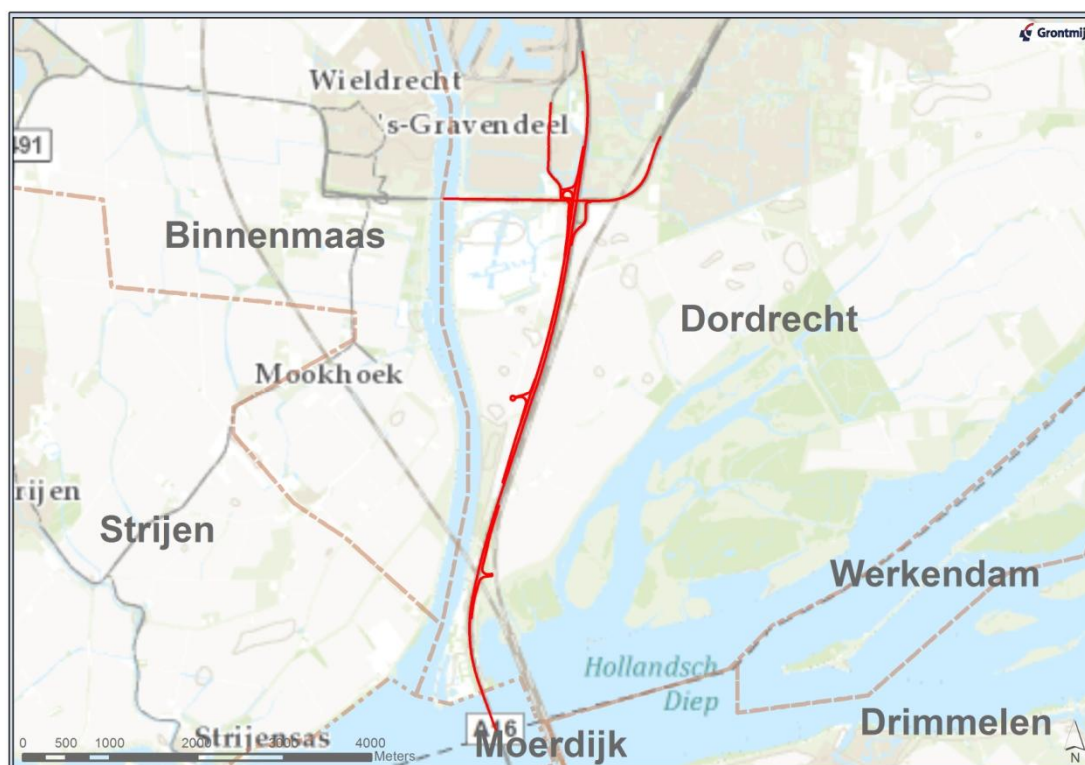 Grontmij
Wieldrecht
's-Gravendeel
491
Binnenmaas
Dordrecht
Mookhoek
rijen
Strijen
Werkendam
Hollandsch
Diep
A16
Drimmelen
Strijensas
Moerdijk
0 500 1000 2000 3000 4000
Meters
N